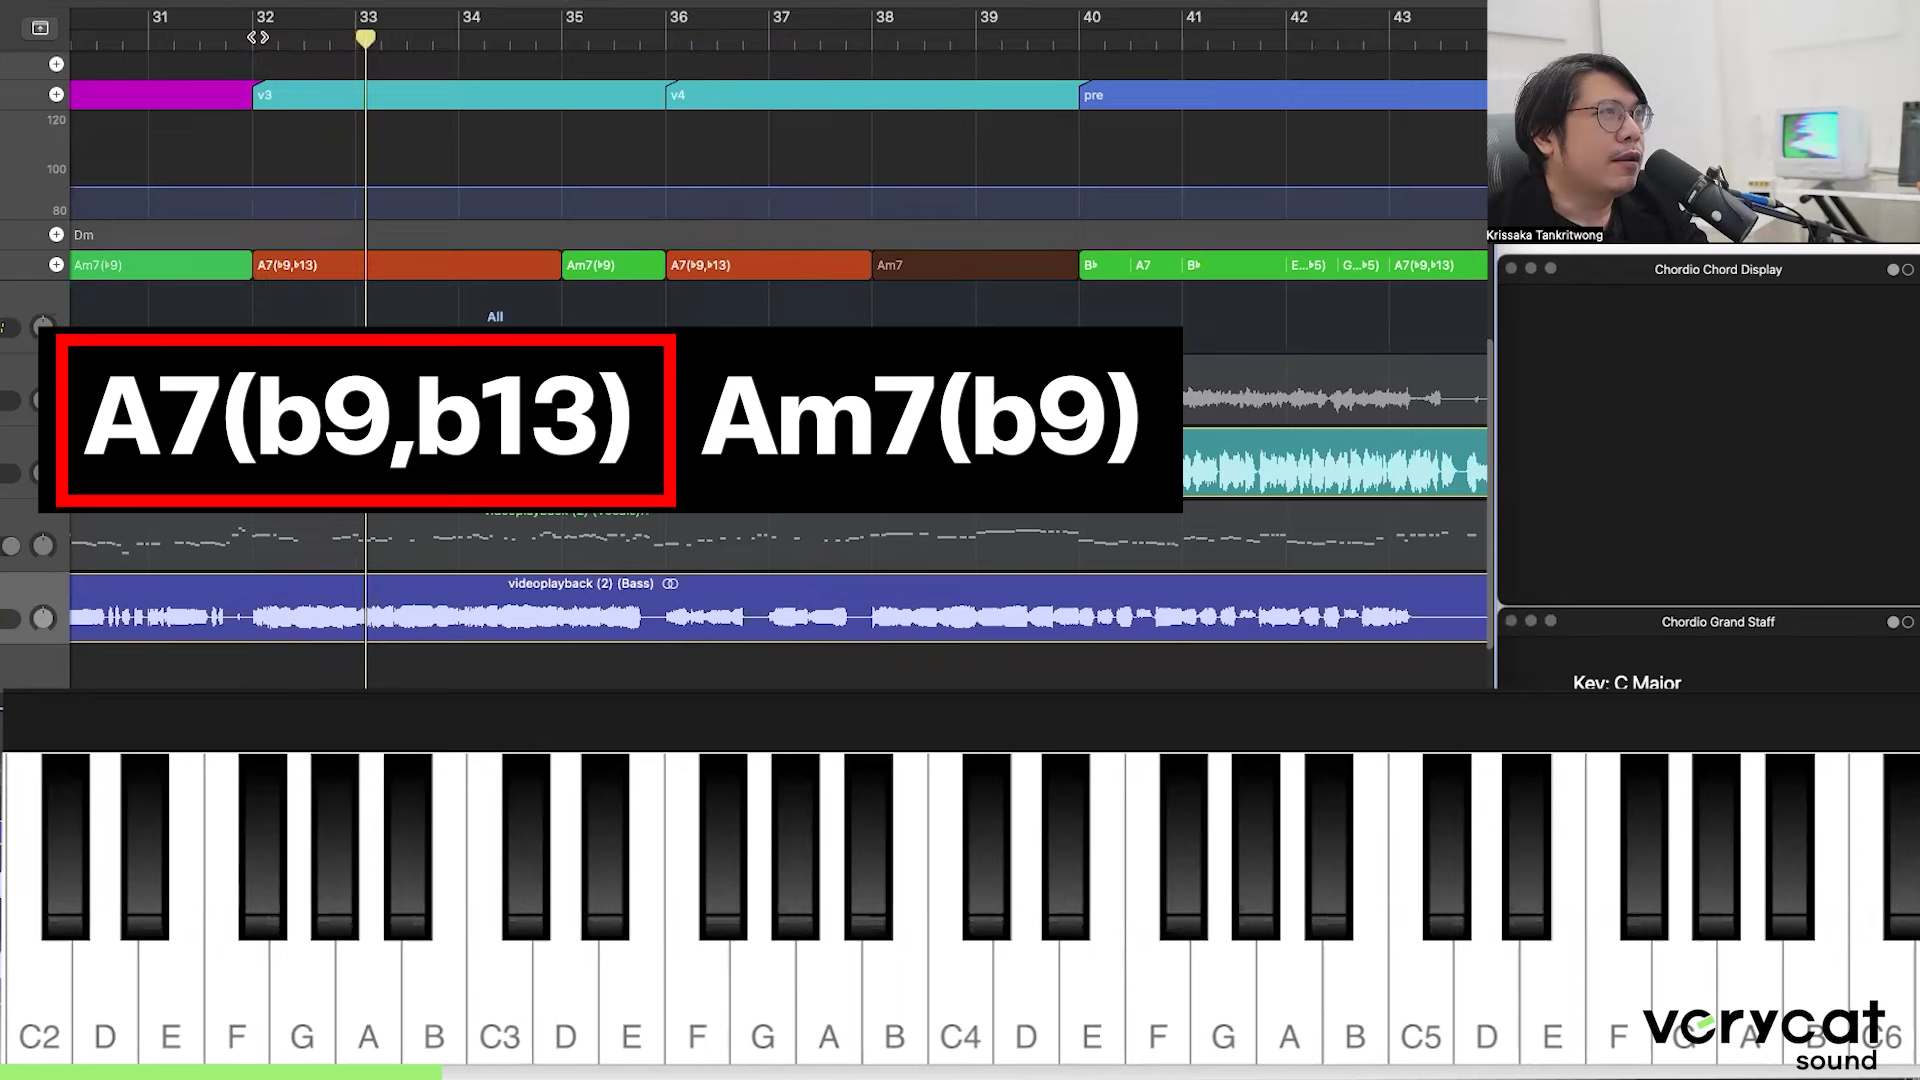 31 32 33 34 35 36 37 38 39 40 41 42 43
v3 v4 pre
120
100
80
Dm
Am7(♭9) A7(♭9,♭13) Am7(♭9) A7(♭9,♭13) Am7 B♭ A7 B♭ E...♭5) G...♭5) A7(♭9,♭13)
All
A7(b9,b13) Am7(b9)
videoplayback (2) (Bass)
Krissaka Tankritwong
Chordio Chord Display
Chordio Grand Staff
Key: C Major
C2 D E F G A B C3 D E F G A B C4 D E F G A B C5 D E F G A B C6
verycat
sound